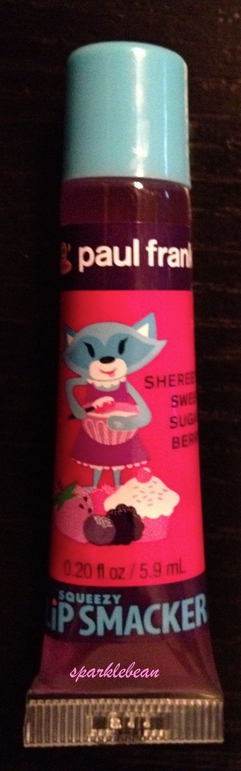 paul frank
SHEREE
SWEE
SUGA
BERR
0.20 fl oz / 5.9 mL
SQUEEZY
LiP SMACKER
sparklebean